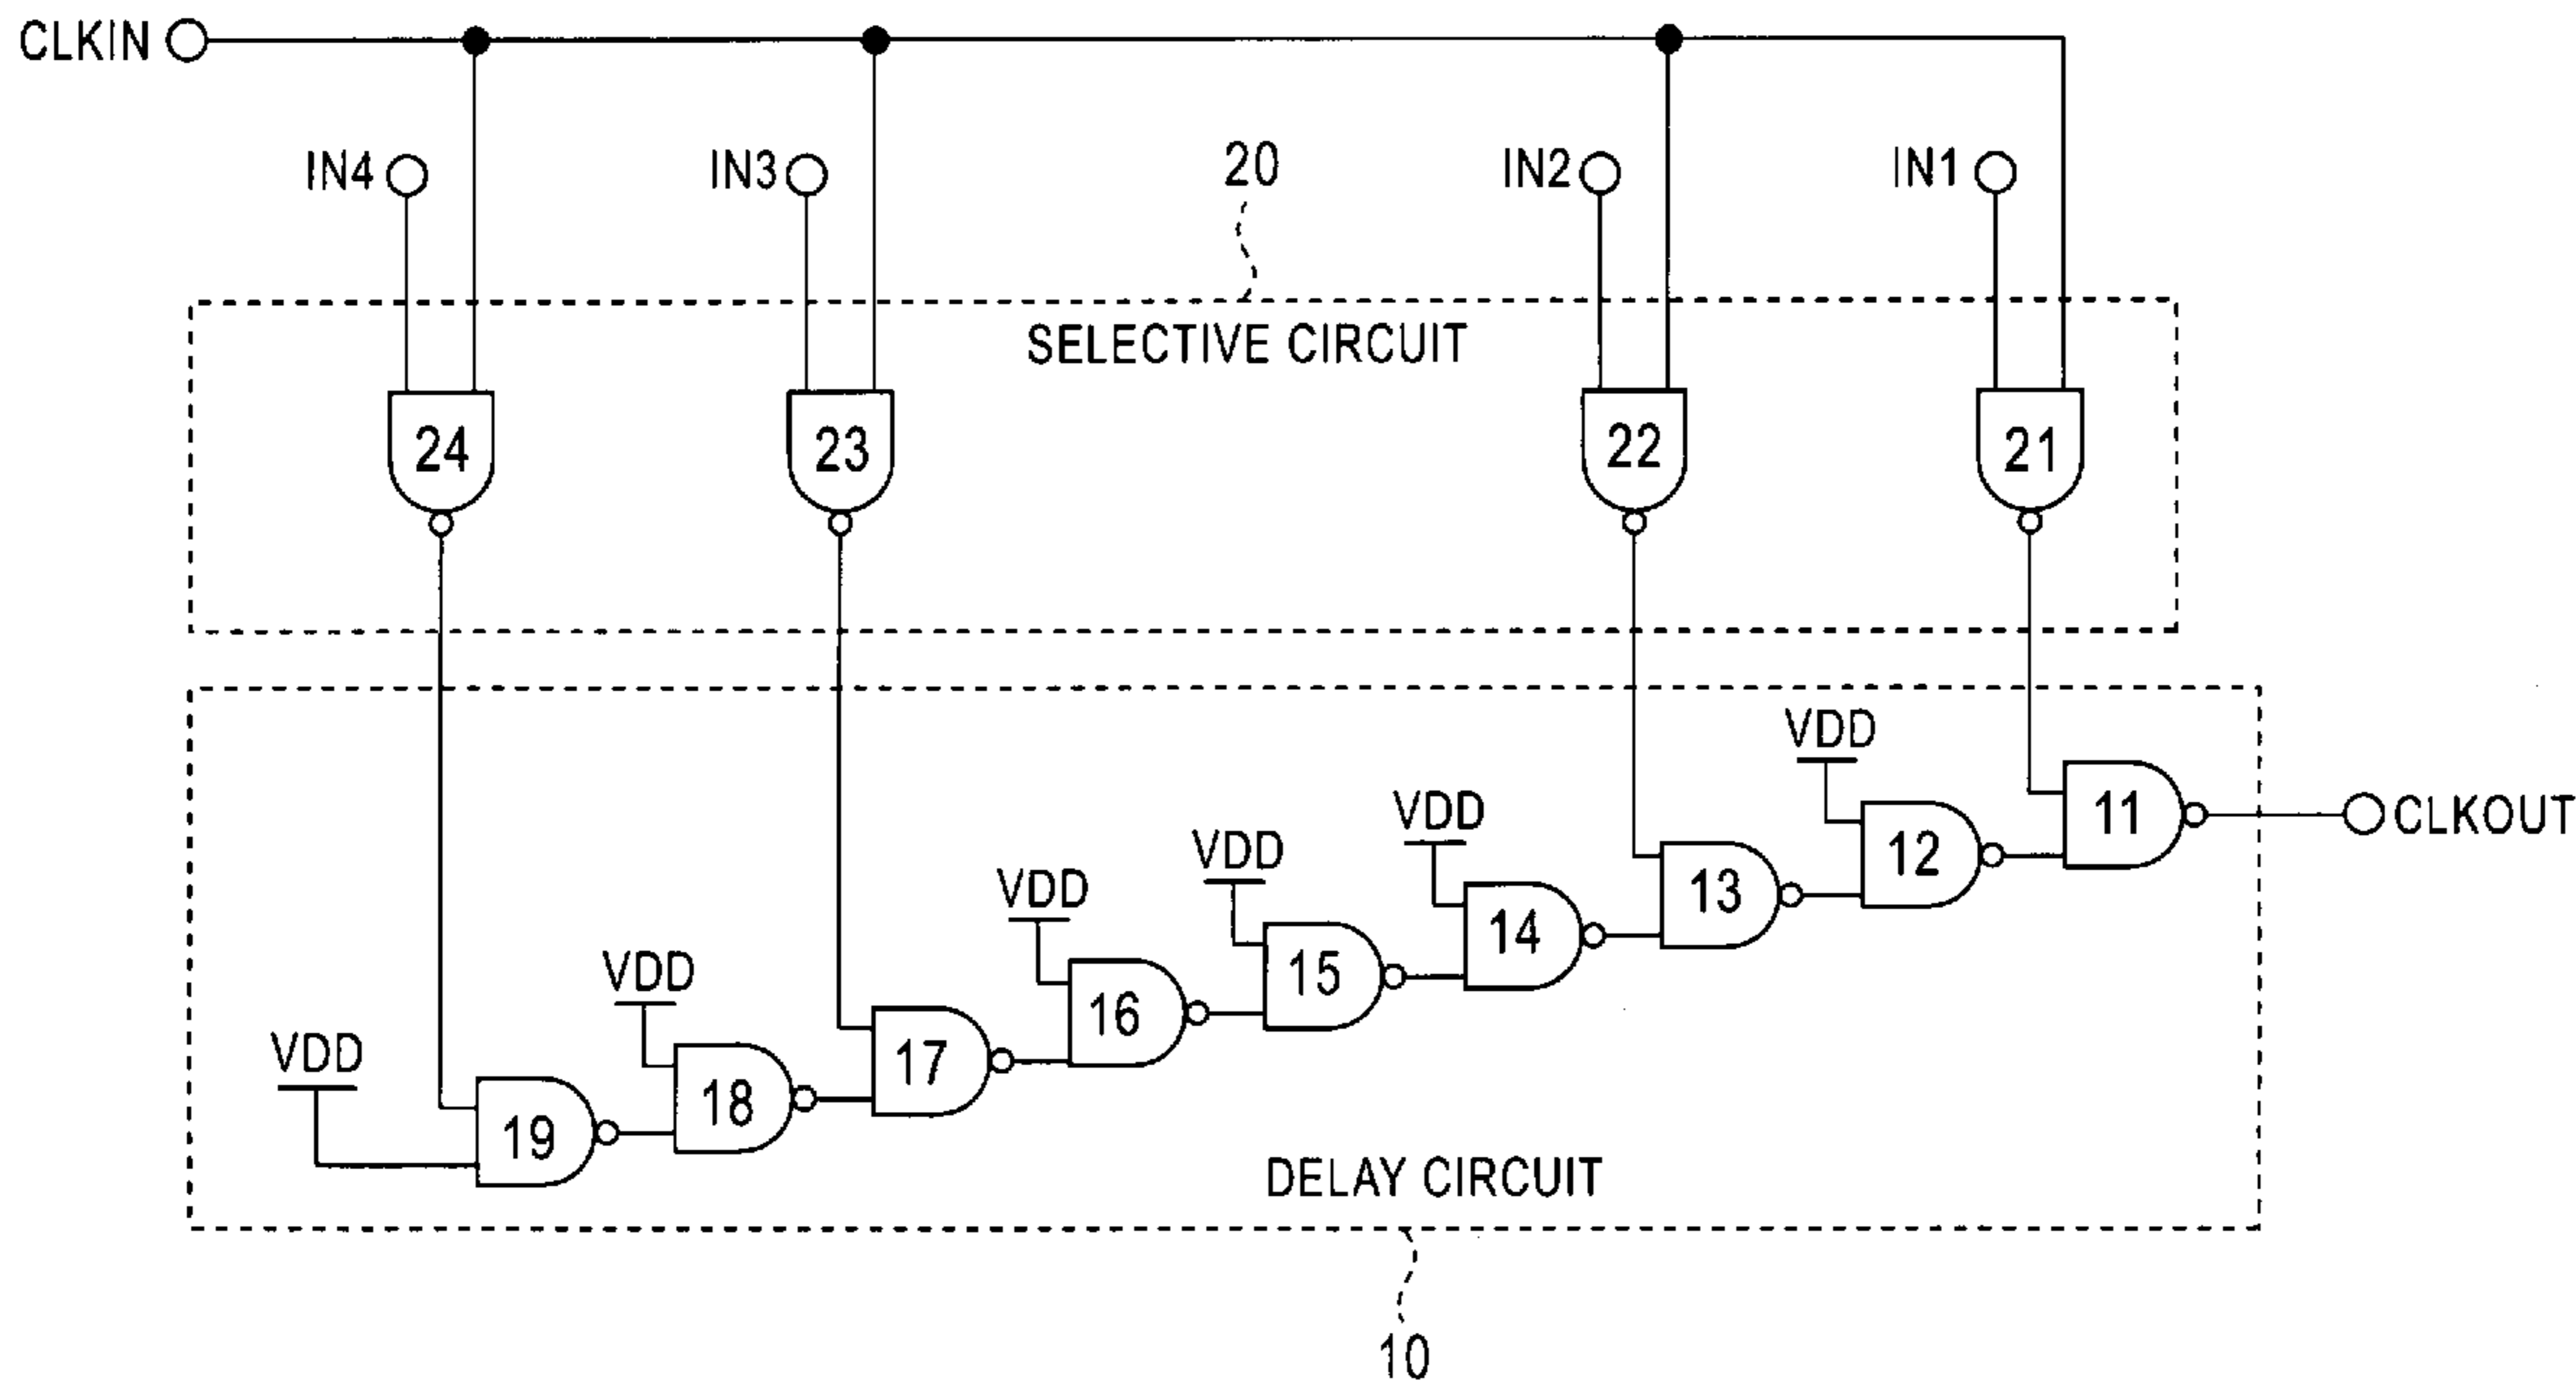 CLKIN
IN4
IN3
20
IN2
IN1
SELECTIVE CIRCUIT
24
23
22
21
VDD
11
CLKOUT
VDD
12
VDD
13
VDD
14
VDD
15
VDD
16
VDD
17
18
19
DELAY CIRCUIT
10